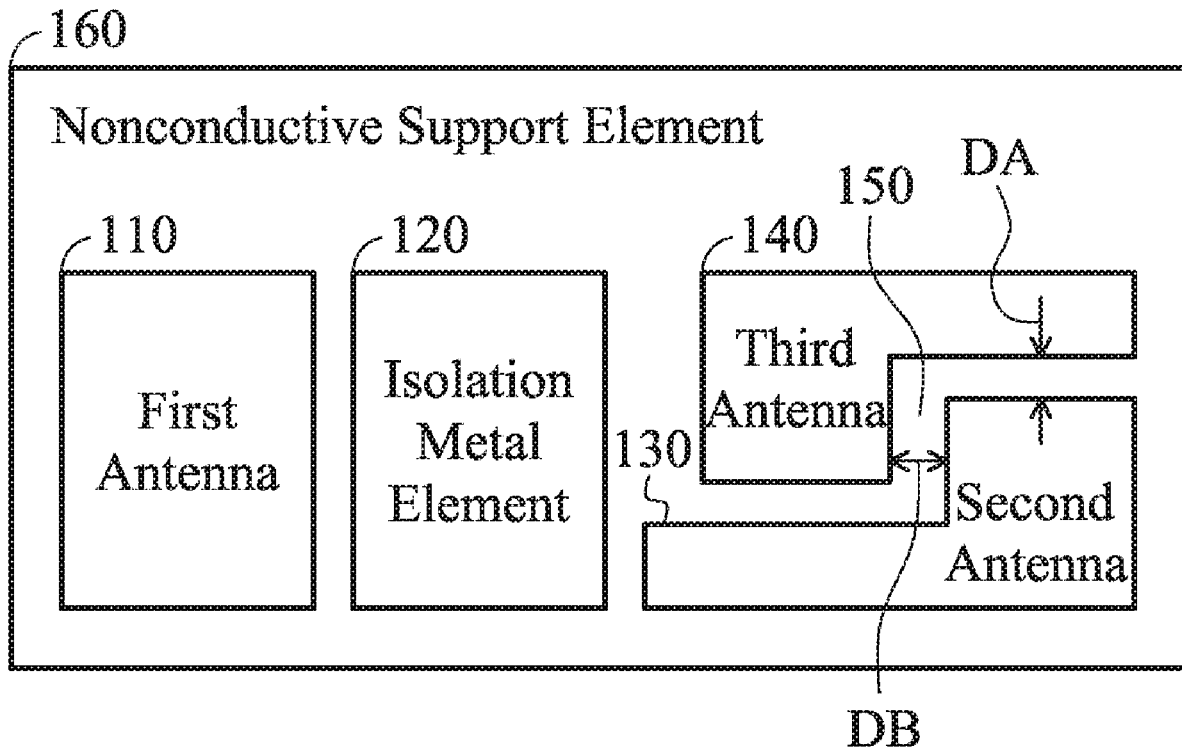 160
Nonconductive Support Element
DA
150
110
120
140
First
Antenna
Isolation
Metal
Element
Third
Antenna
130
Second
Antenna
DB